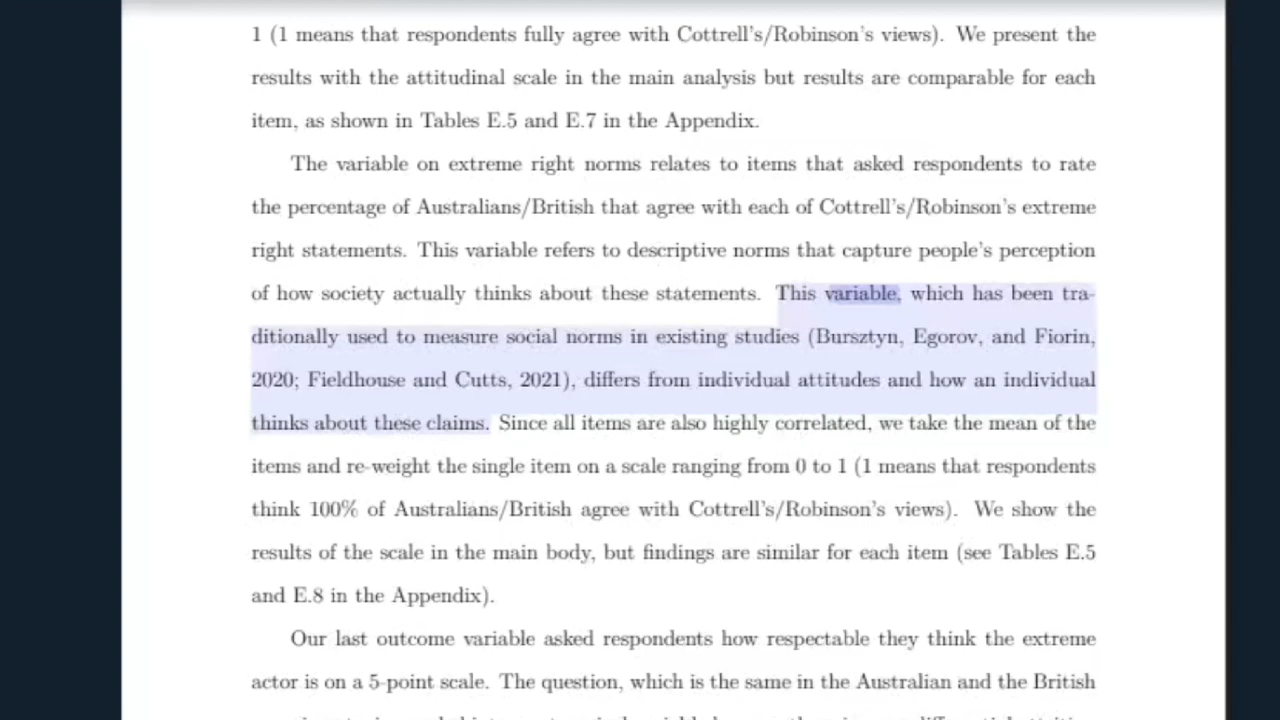 1 (1 means that respondents fully agree with Cottrell's/Robinson's views). We present the
results with the attitudinal scale in the main analysis but results are comparable for each
item, as shown in Tables E.5 and E.7 in the Appendix.
The variable on extreme right norms relates to items that asked respondents to rate
the percentage of Australians/British that agree with each of Cottrell's/Robinson's extreme
right statements. This variable refers to descriptive norms that capture people's perception
of how society actually thinks about these statements. This variable, which has been tra-
ditionally used to measure social norms in existing studies (Bursztyn, Egorov, and Fiorin,
2020; Fieldhouse and Cutts, 2021), differs from individual attitudes and how an individual
thinks about these claims. Since all items are also highly correlated, we take the mean of the
items and re-weight the single item on a scale ranging from 0 to 1 (1 means that respondents
think 100% of Australians/British agree with Cottrell's/Robinson's views). We show the
results of the scale in the main body, but findings are similar for each item (see Tables E.5
and E.8 in the Appendix).
Our last outcome variable asked respondents how respectable they think the extreme
actor is on a 5-point scale. The question, which is the same in the Australian and the British